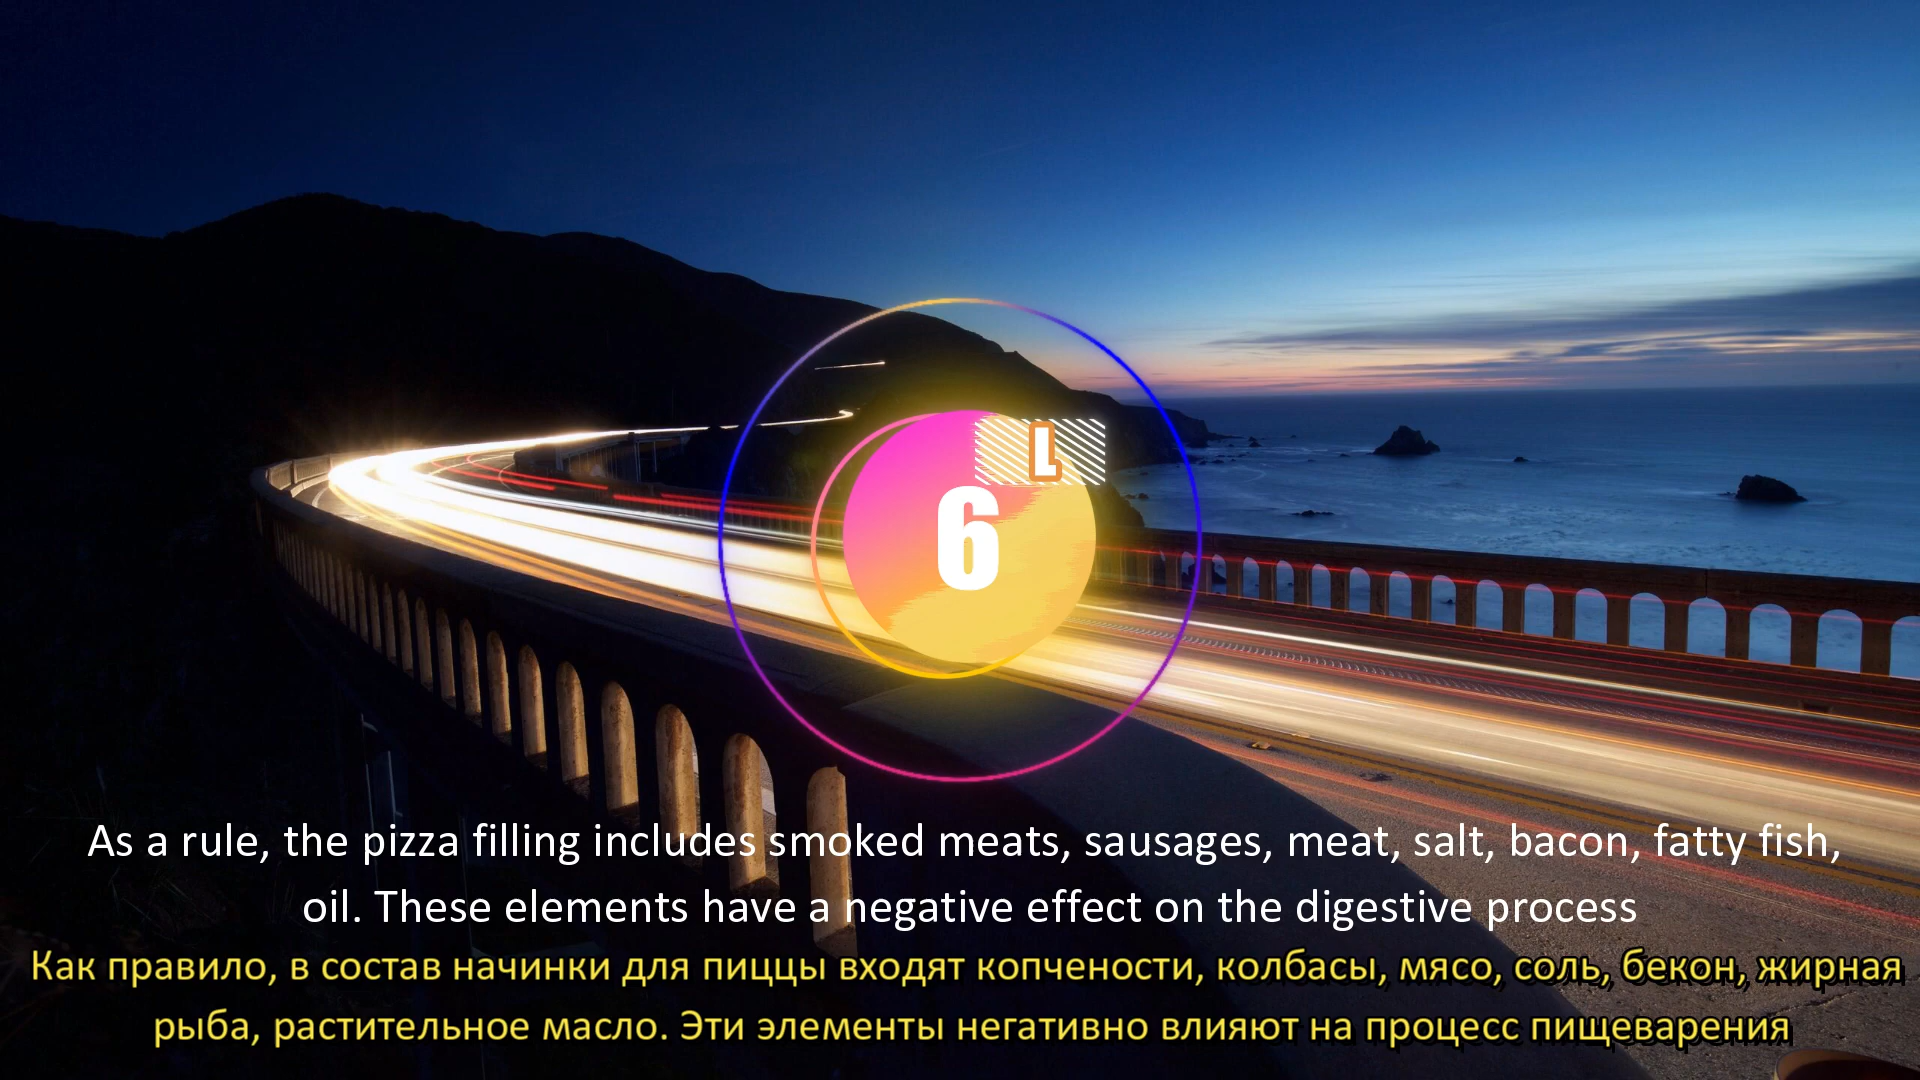 L
6
As a rule, the pizza filling includes smoked meats, sausages, meat, salt, bacon, fatty fish,
oil. These elements have a negative effect on the digestive process
Как правило, в состав начинки для пиццы входят копчености, колбасы, мясо, соль, бекон, жирная
рыба, растительное масло. Эти элементы негативно влияют на процесс пищеварения